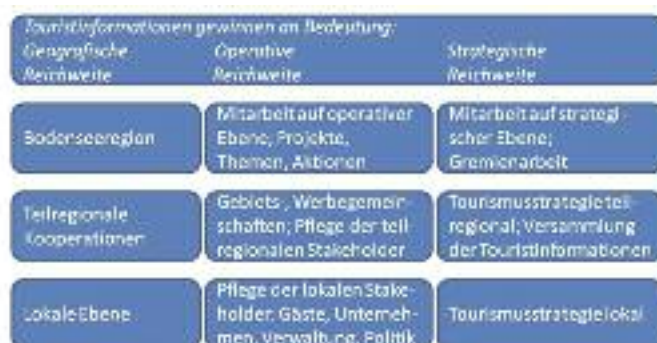 Touristinformationen gewinnen an Bedeutung:
Geografische Reichweite
Operative Reichweite
Strategische Reichweite
Bodenseeregion
Mitarbeit auf operativer
Ebene, Projekte,
Themen, Aktionen
Mitarbeit auf strategi-
scher Ebene;
Gremienarbeit
Teilregionale
Kooperationen
Gebiets-, Werbegemein-
schaften; Pflege der teil
regionalen Stakeholder
Tourismusstrategie teil-
regional; Versammlung
der Touristinformationen
Lokale Ebene
Pflege der lokalen Stake-
holder: Gäste, Unterneh-
men, Verwaltung, Politik
Tourismusstrategie lokal